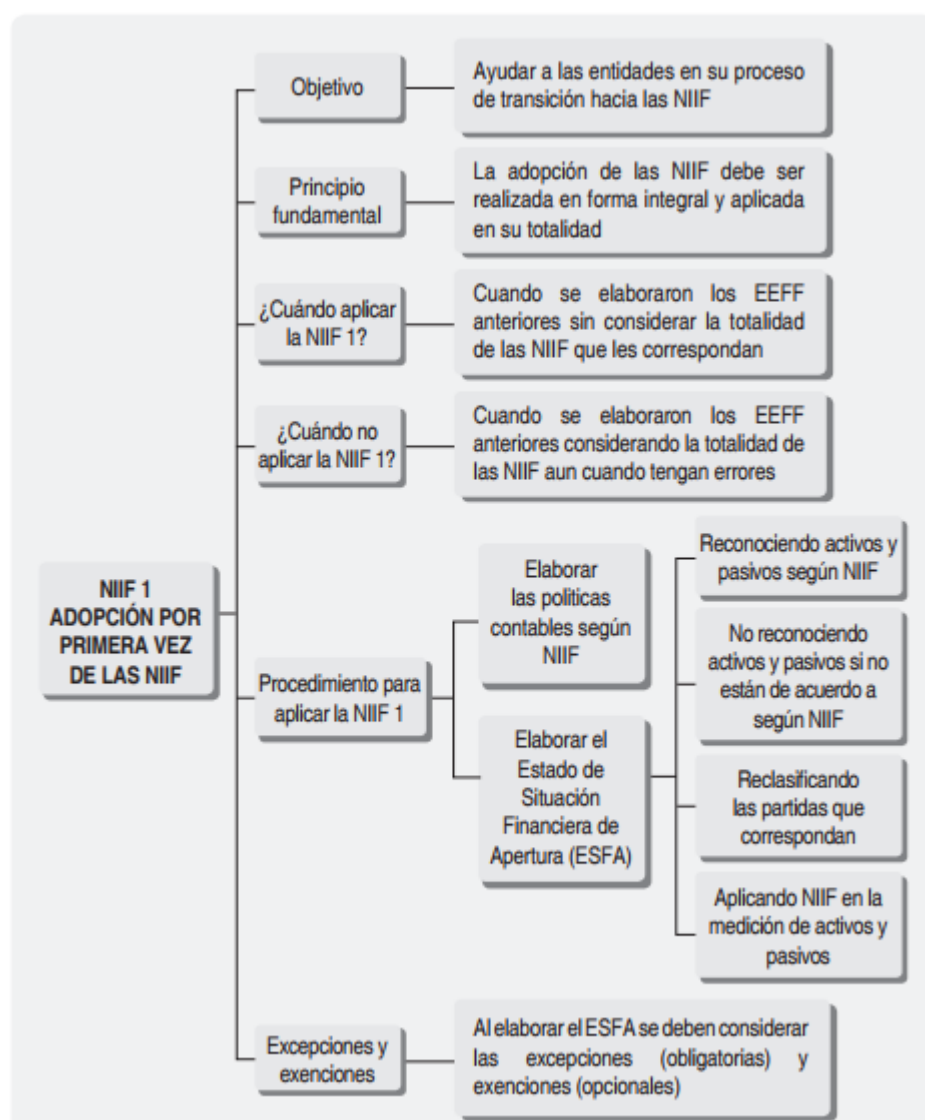 Objetivo
Ayudar a las entidades en su proceso
de transición hacia las NIIF
Principio
fundamental
La adopción de las NIIF debe ser
realizada en forma integral y aplicada
en su totalidad
¿Cuándo aplicar
la NIIF 1?
Cuando se elaboraron los EEFF
anteriores sin considerar la totalidad
de las NIIF que les correspondan
¿Cuándo no
aplicar la NIIF 1?
Cuando se elaboraron los EEFF
anteriores considerando la totalidad de
las NIIF aun cuando tengan errores
NIIF 1
ADOPCIÓN POR
PRIMERA VEZ
DE LAS NIIF
Procedimiento para
aplicar la NIIF 1
Elaborar
las politicas
contables según
NIIF
Elaborar el
Estado de
Situación
Financiera de
Apertura (ESFA)
Reconociendo activos y
pasivos según NIIF
No reconociendo
activos y pasivos si no
están de acuerdo a
según NIIF
Reclasificando
las partidas que
correspondan
Aplicando NIIF en la
medición de activos y
pasivos
Excepciones y
exenciones
Al elaborar el ESFA se deben considerar
las excepciones (obligatorias) y
exenciones (opcionales)